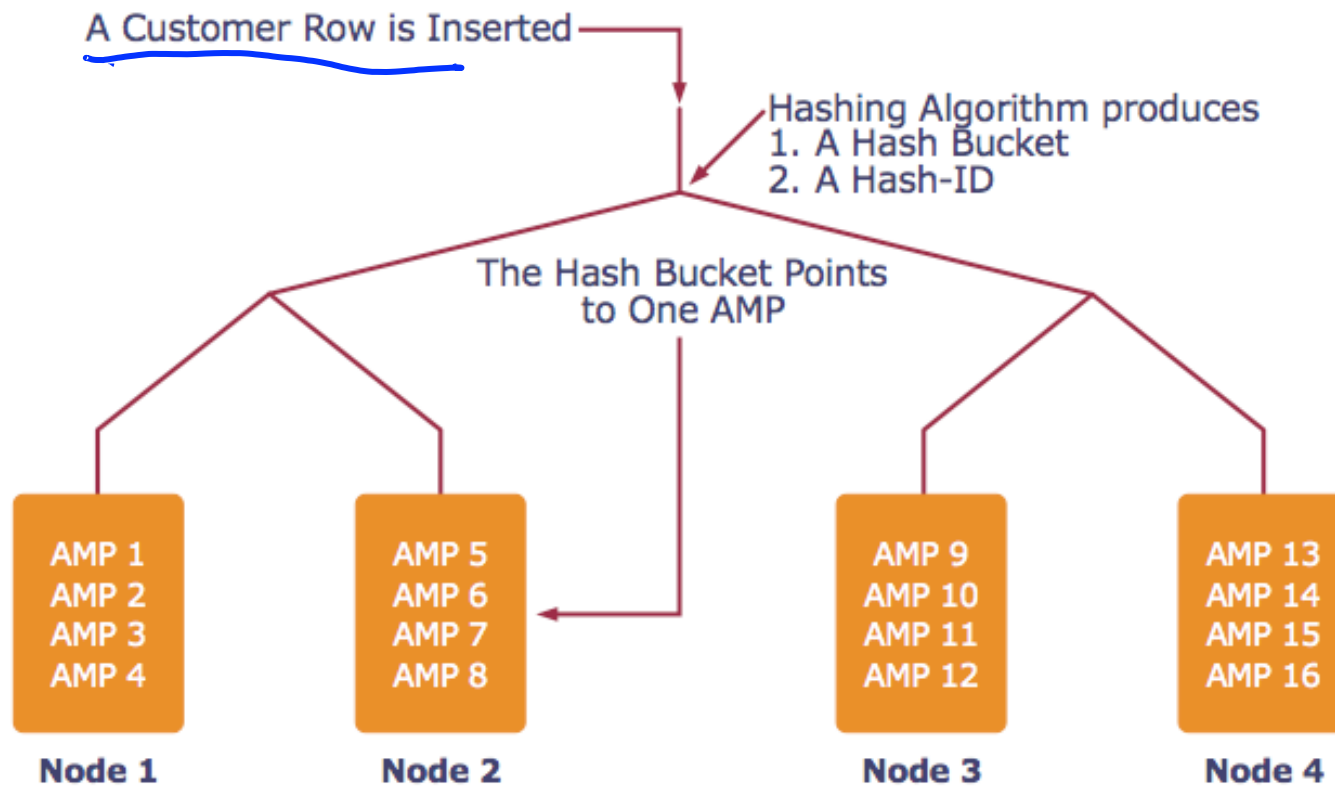 A Customer Row is Inserted
Hashing Algorithm produces
1. A Hash Bucket
2. A Hash-ID
The Hash Bucket Points
to One AMP
AMP 1
AMP 2
AMP 3
AMP 4
Node 1
AMP 5
AMP 6
AMP 7
AMP 8
Node 2
AMP 9
AMP 10
AMP 11
AMP 12
Node 3
AMP 13
AMP 14
AMP 15
AMP 16
Node 4